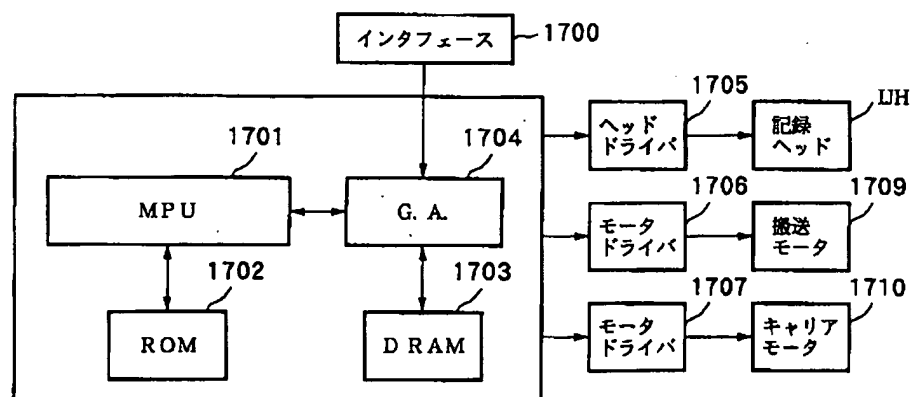 インタフェース
1700
1701
MPU
1704
G. A.
1702
ROM
1703
DRAM
1705
ヘッド
ドライバ
IJH
記録
ヘッド
1706
モータ
ドライバ
1709
搬送
モータ
1707
モータ
ドライバ
1710
キャリア
モータ